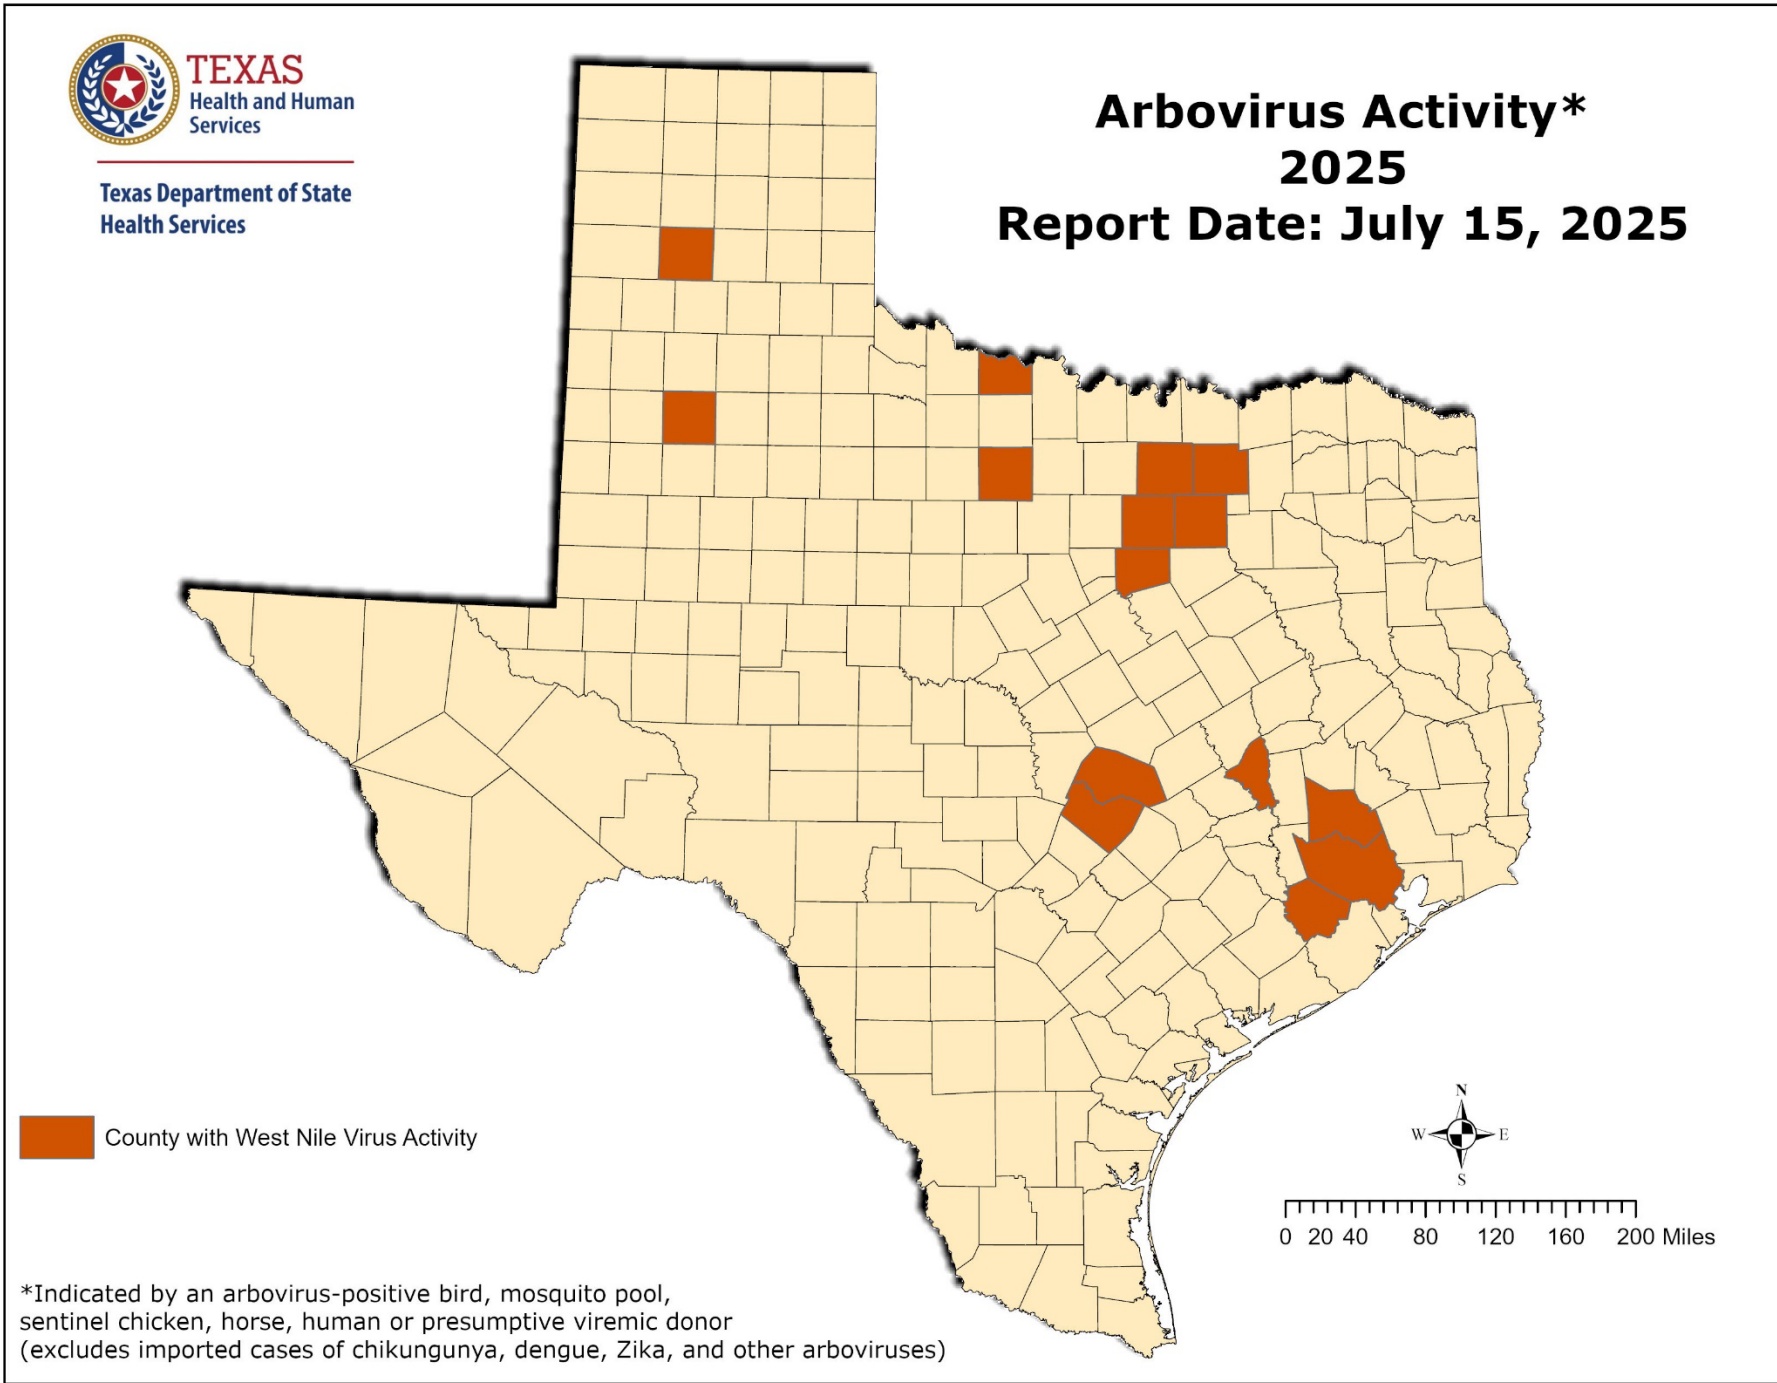 TEXAS
Health and Human
Services
Texas Department of State
Health Services
Arbovirus Activity*
2025
Report Date: July 15, 2025
County with West Nile Virus Activity
N
W E
S
0 20 40 80 120 160 200 Miles
*Indicated by an arbovirus-positive bird, mosquito pool,
sentinel chicken, horse, human or presumptive viremic donor
(excludes imported cases of chikungunya, dengue, Zika, and other arboviruses)